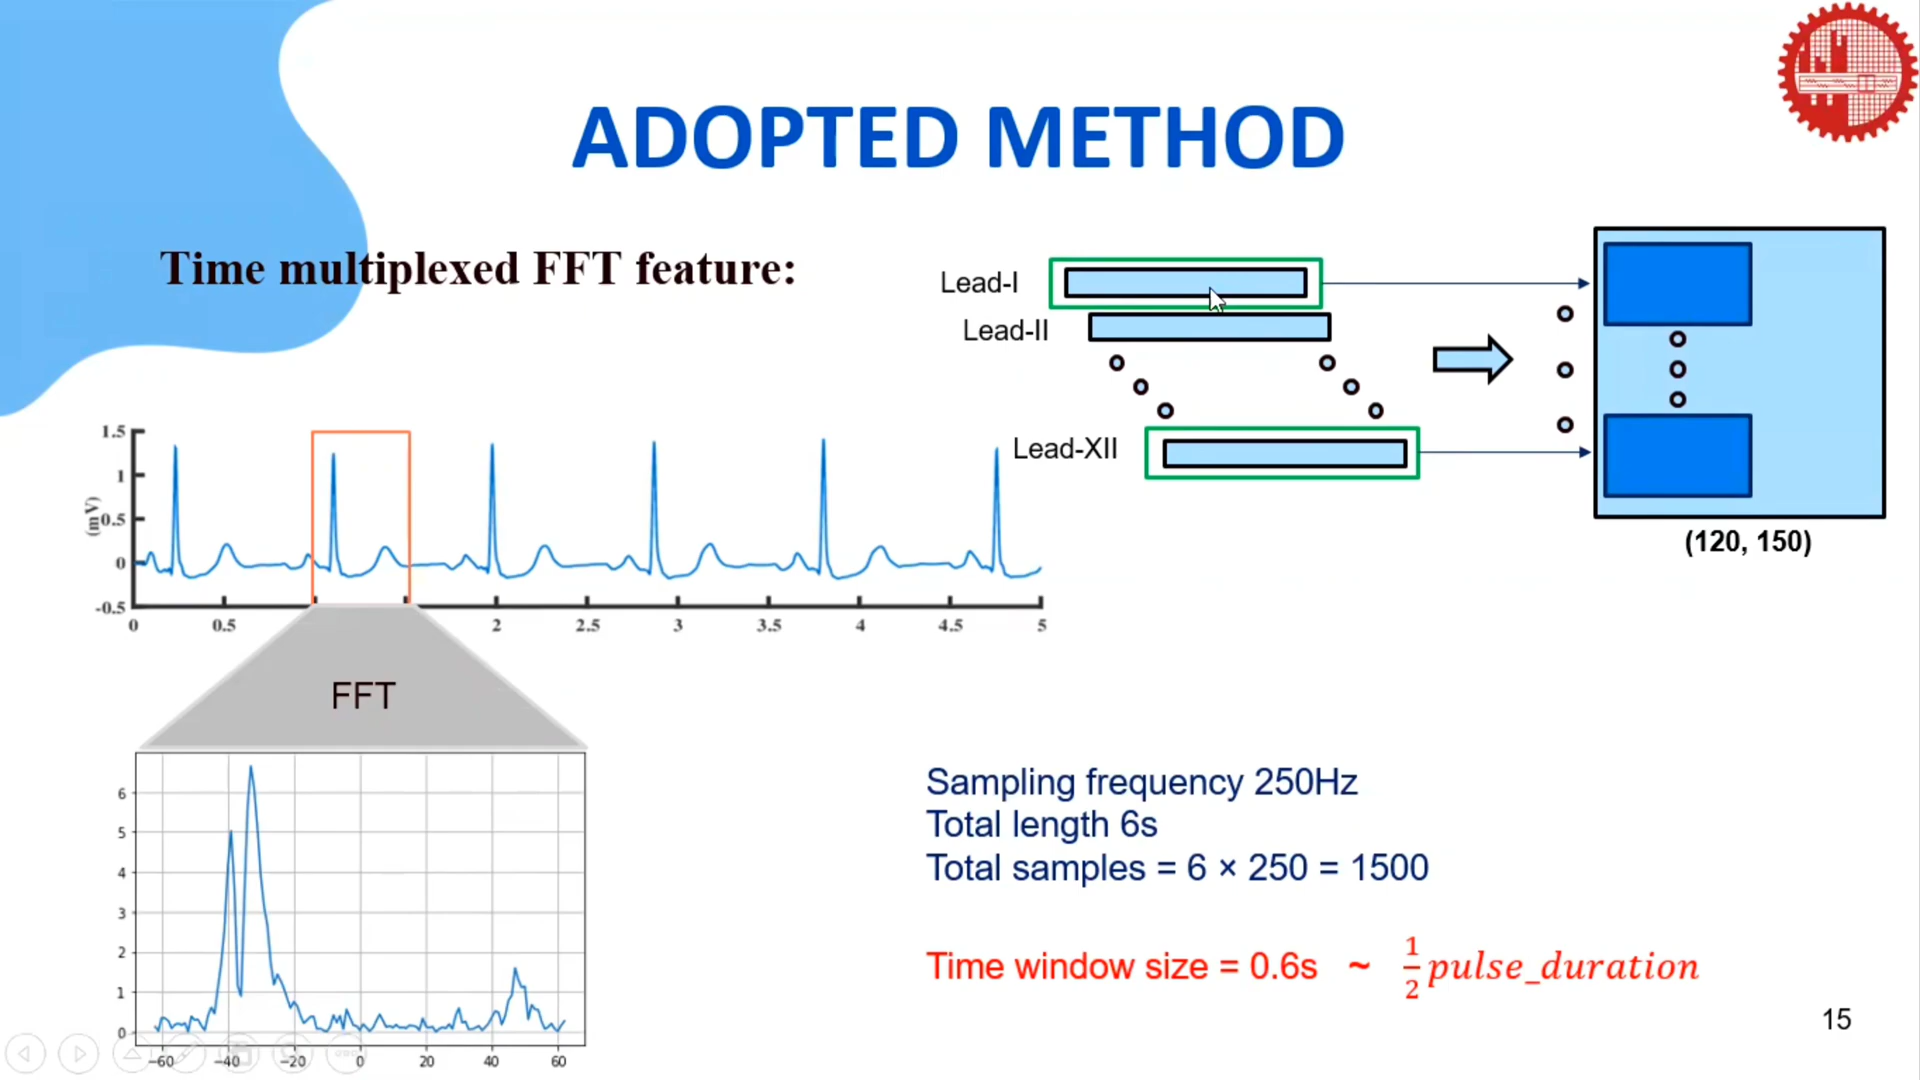 ADOPTED METHOD
Time multiplexed FFT feature:
Lead-I
Lead-II
Lead-XII
(120, 150)
1.5
1
0.5
0
-0.5
(mV)
0 0.5 2 2.5 3 3.5 4 4.5 5
FFT
6
5
4
3
2
1
0
−60 −40 −20 0 20 40 60
Sampling frequency 250Hz
Total length 6s
Total samples = 6 × 250 = 1500
Time window size = 0.6s ~ 1/2 pulse_duration
15